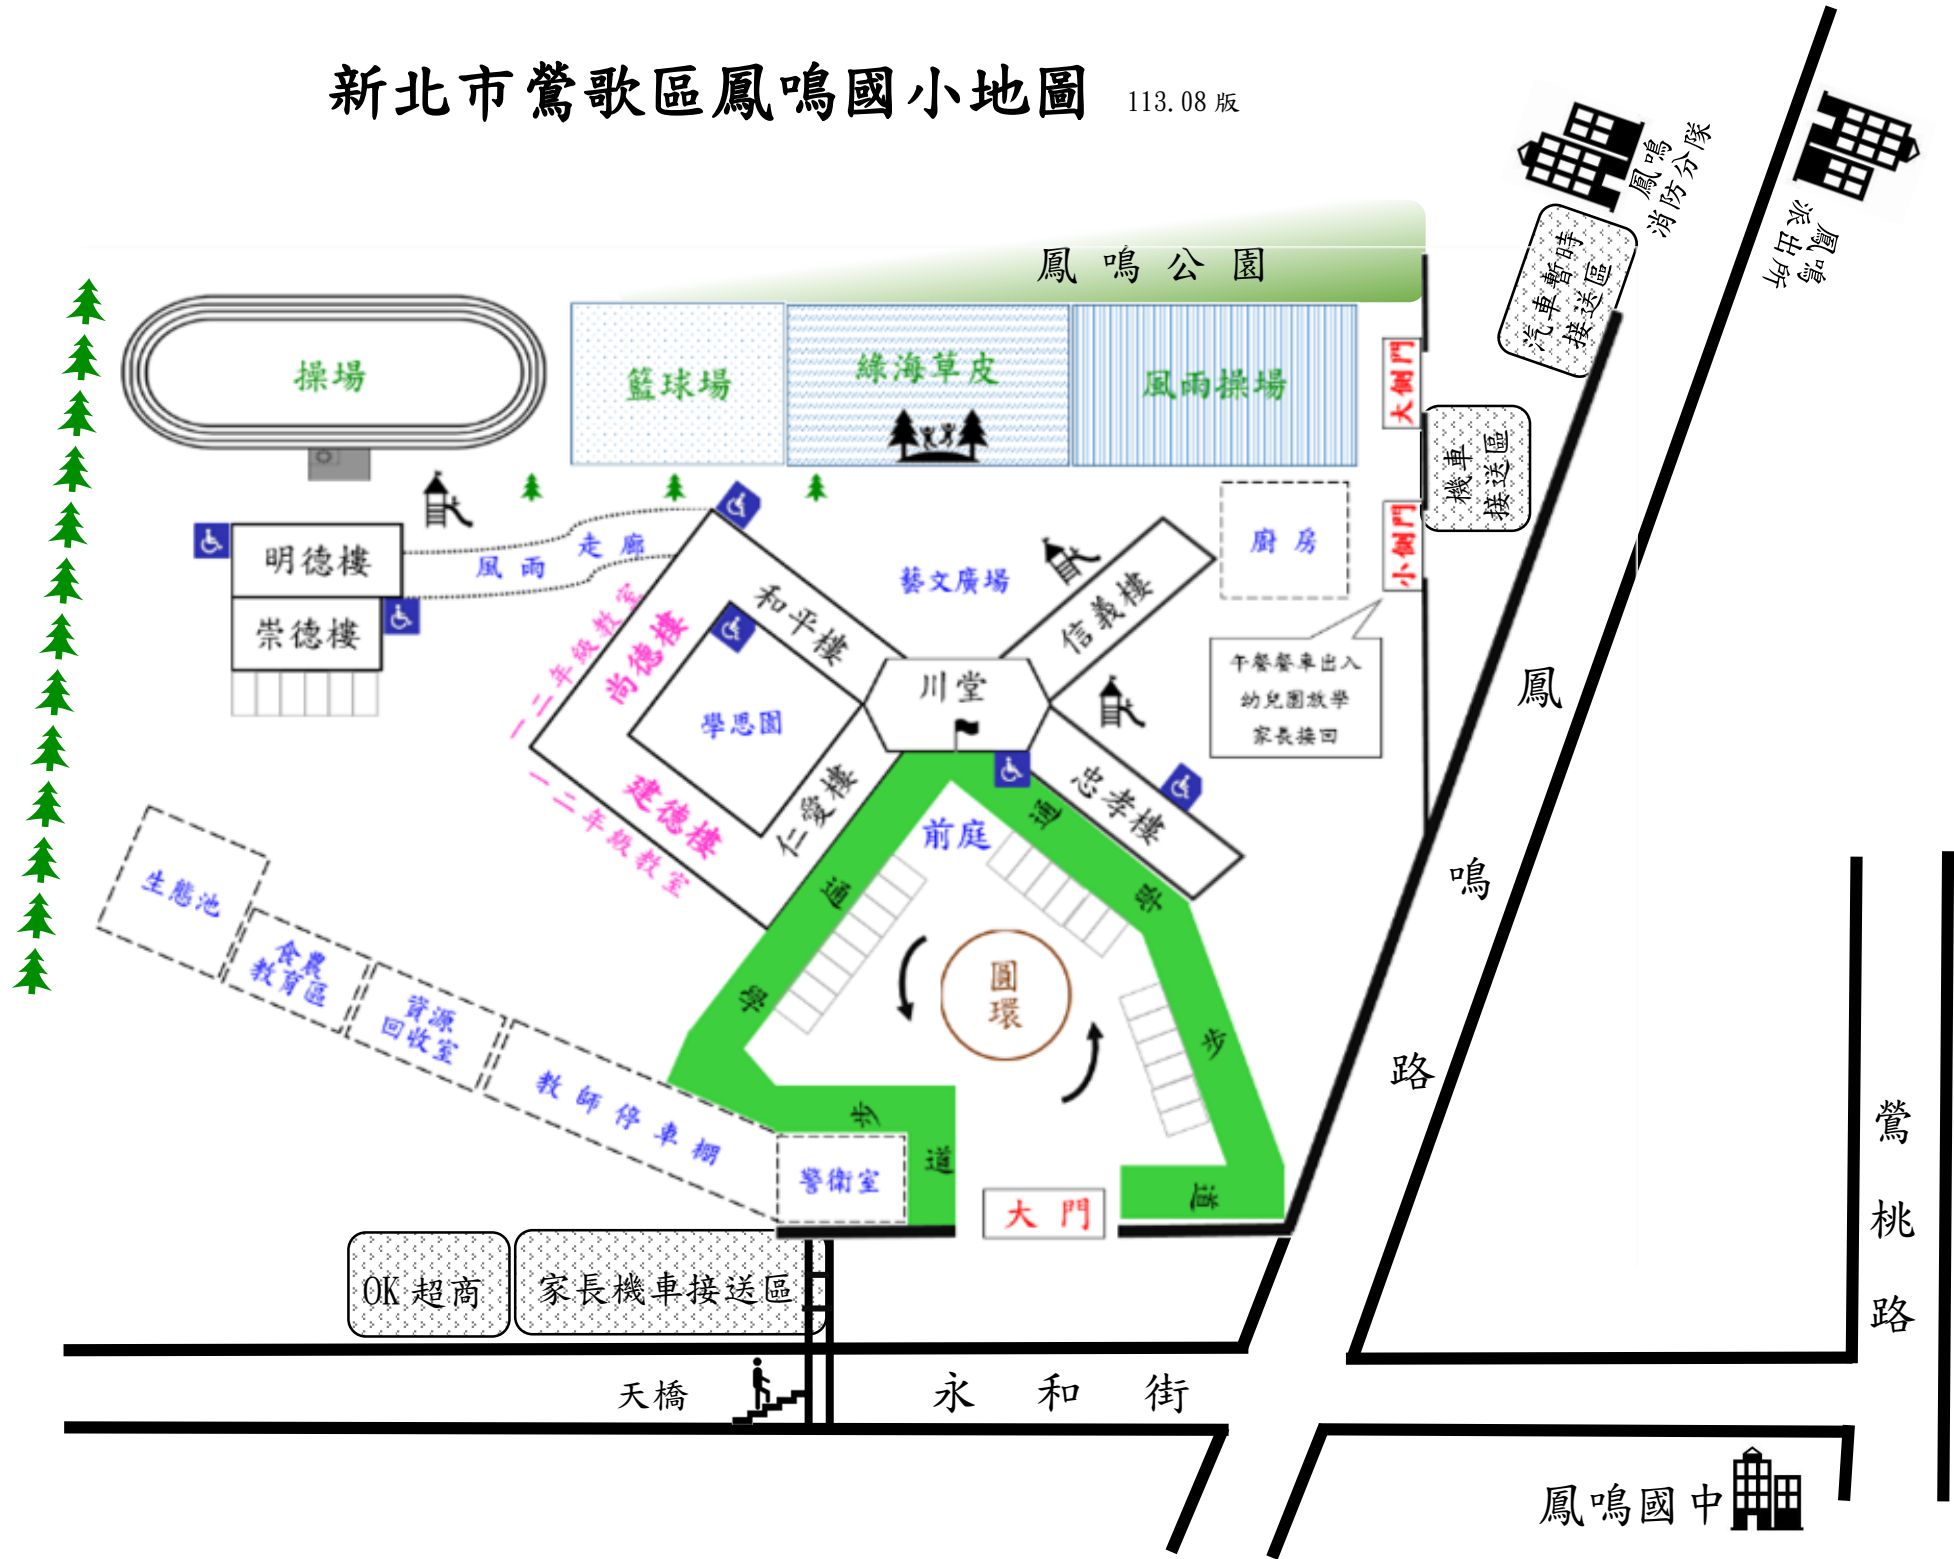 新北市鶯歌區鳳鳴國小地圖 113.08 版
鳳鳴
消防分隊
鳳鳴
派出所
汽車暫時
接送區
鳳鳴公園
操場
籃球場
綠海草皮
風雨操場
大側門
機車
接送區
小側門
廚房
明德樓
崇德樓
風雨走廊
藝文廣場
和平樓
信義樓
一二年級教室
尚德樓
學思園
川堂
午餐餐車出入
幼兒園放學
家長接回
建德樓
一二年級教室
仁愛樓
忠孝樓
前庭
通學步道
通學步道
圓環
生態池
食農
教育區
資源
回收室
教師停車棚
警衛室
大門
鳳鳴路
鶯桃路
OK 超商
家長機車接送區
天橋
永和街
鳳鳴國中